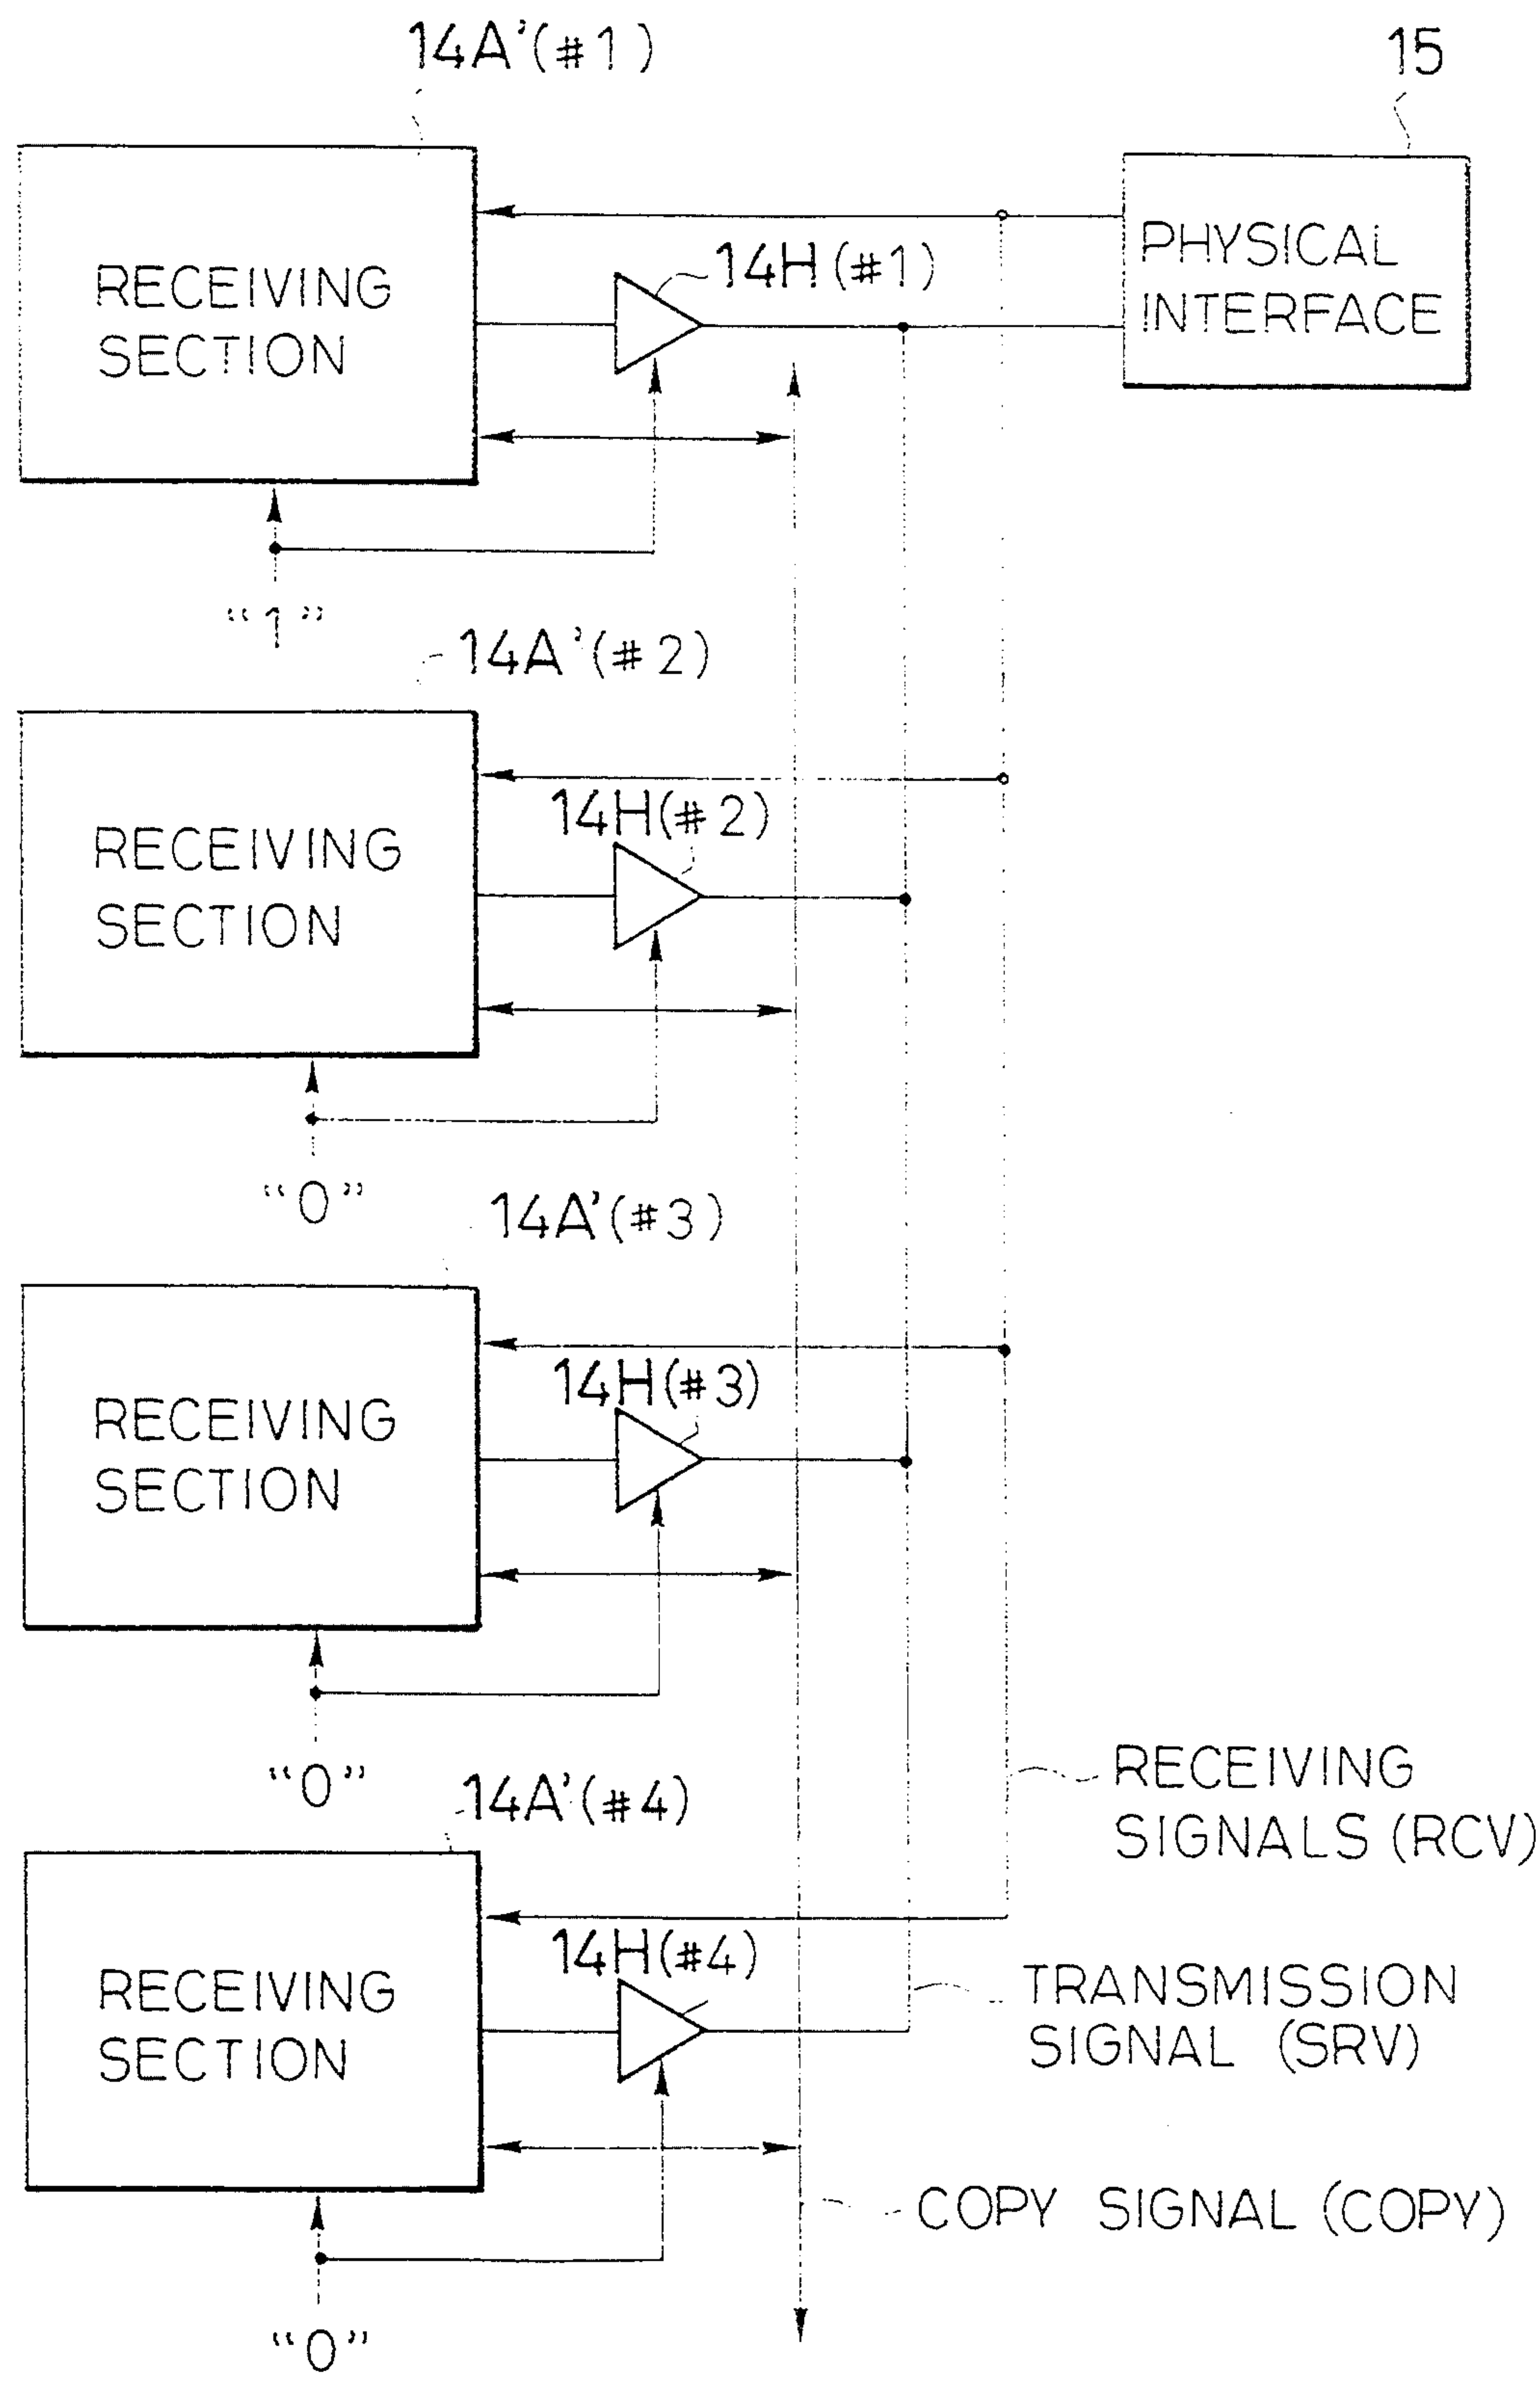 14A'(#1)
15
RECEIVING
SECTION
14H(#1)
PHYSICAL
INTERFACE
"1"
14A'(#2)
RECEIVING
SECTION
14H(#2)
"0"
14A'(#3)
RECEIVING
SECTION
14H(#3)
"0"
14A'(#4)
RECEIVING
SIGNALS (RCV)
RECEIVING
SECTION
14H(#4)
TRANSMISSION
SIGNAL (SRV)
COPY SIGNAL (COPY)
"0"